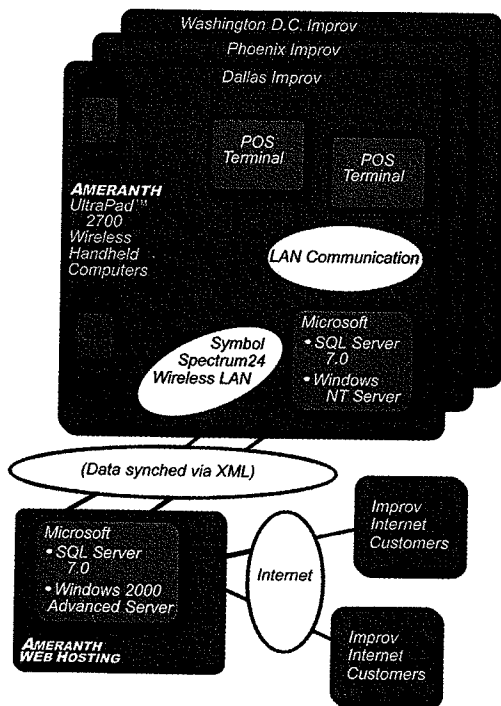 Washington D.C. Improv
Phoenix Improv
Dallas Improv
POS
Terminal
POS
Terminal
AMERANTH
UltraPad™
2700
Wireless
Handheld
Computers
LAN Communication
Symbol
Spectrum24
Wireless LAN
Microsoft
• SQL Server
7.0
• Windows
NT Server
(Data synched via XML)
Microsoft
• SQL Server
7.0
• Windows 2000
Advanced Server
AMERANTH
WEB HOSTING
Internet
Improv
Internet
Customers
Improv
Internet
Customers